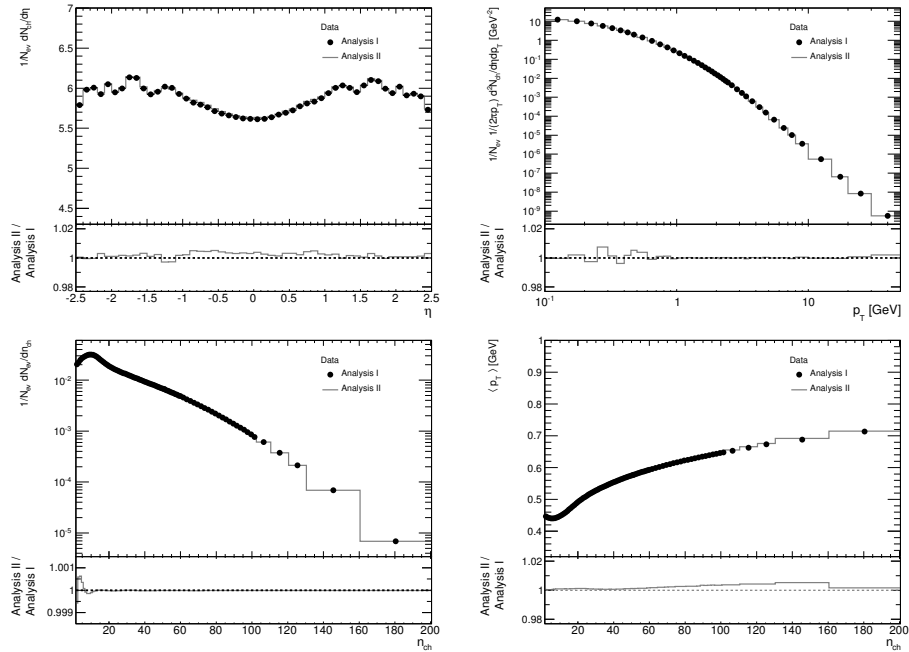 1/N_ev dN_ch/dη
7
6.5
6
5.5
5
4.5
Data
Analysis I
Analysis II
Analysis II /
Analysis I
1.02
1
0.98
-2.5 -2 -1.5 -1 -0.5 0 0.5 1 1.5 2 2.5
η
1/N_ev 1/(2πp_T) d²N_ch/dηdp_T [GeV⁻²]
10
1
10⁻¹
10⁻²
10⁻³
10⁻⁴
10⁻⁵
10⁻⁶
10⁻⁷
10⁻⁸
10⁻⁹
Data
Analysis I
Analysis II
Analysis II /
Analysis I
1.02
1
0.98
10⁻¹ 1 10
p_T [GeV]
1/N_ev dN_ev/dn_ch
10⁻²
10⁻³
10⁻⁴
10⁻⁵
Data
Analysis I
Analysis II
Analysis II /
Analysis I
1.001
1
0.999
20 40 60 80 100 120 140 160 180 200
n_ch
⟨ p_T ⟩ [GeV]
1
0.9
0.8
0.7
0.6
0.5
0.4
Data
Analysis I
Analysis II
Analysis II /
Analysis I
1.02
1
0.98
20 40 60 80 100 120 140 160 180 200
n_ch